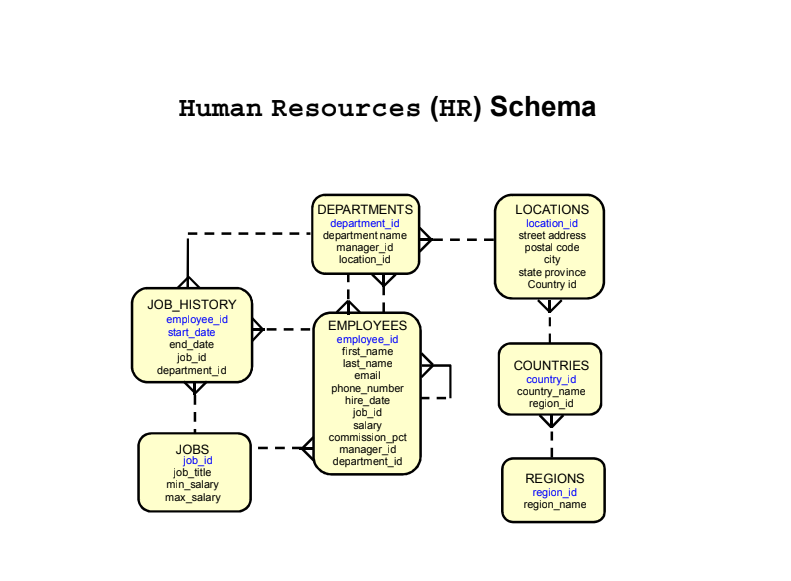 Human Resources (HR) Schema
DEPARTMENTS
department_id
department name
manager_id
location_id
LOCATIONS
location_id
street address
postal code
city
state province
Country id
JOB_HISTORY
employee_id
start_date
end_date
job_id
department_id
EMPLOYEES
employee_id
first_name
last_name
email
phone_number
hire_date
job_id
salary
commission_pct
manager_id
department_id
COUNTRIES
country_id
country_name
region_id
JOBS
job_id
job_title
min_salary
max_salary
REGIONS
region_id
region_name